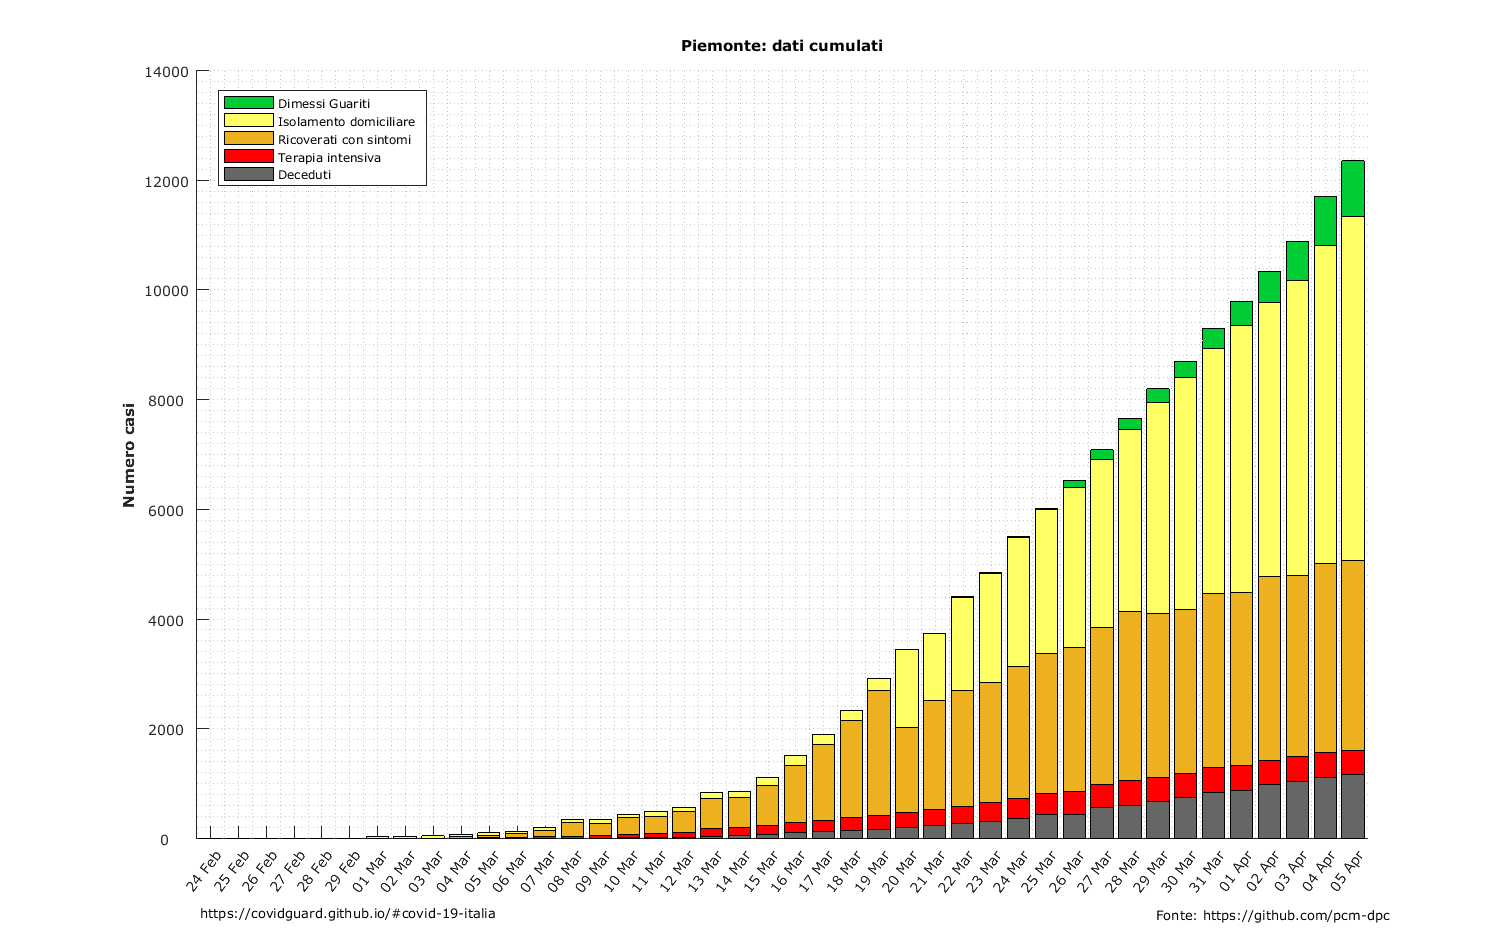 Piemonte: dati cumulati
14000
12000
10000
8000
6000
4000
2000
0
Numero casi
Dimessi Guariti
Isolamento domiciliare
Ricoverati con sintomi
Terapia intensiva
Deceduti
24 Feb
25 Feb
26 Feb
27 Feb
28 Feb
29 Feb
01 Mar
02 Mar
03 Mar
04 Mar
05 Mar
06 Mar
07 Mar
08 Mar
09 Mar
10 Mar
11 Mar
12 Mar
13 Mar
14 Mar
15 Mar
16 Mar
17 Mar
18 Mar
19 Mar
20 Mar
21 Mar
22 Mar
23 Mar
24 Mar
25 Mar
26 Mar
27 Mar
28 Mar
29 Mar
30 Mar
31 Mar
01 Apr
02 Apr
03 Apr
04 Apr
05 Apr
https://covidguard.github.io/#covid-19-italia
Fonte: https://github.com/pcm-dpc